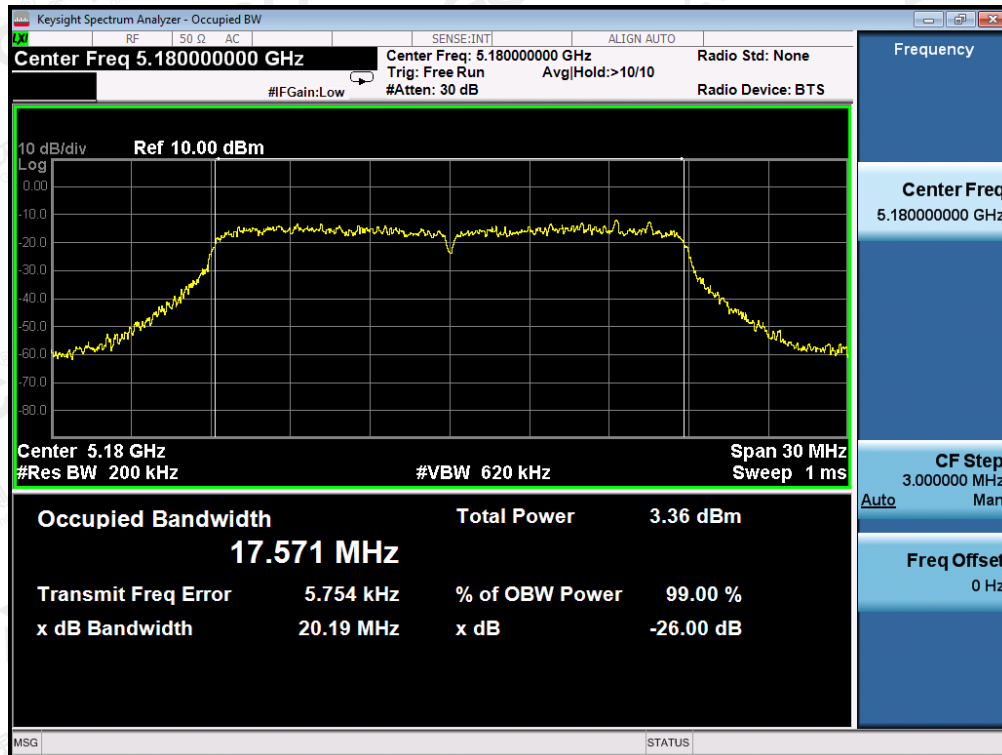 Keysight Spectrum Analyzer - Occupied BW
LXI RF 50 Ω AC SENSE:INT ALIGN AUTO
Center Freq 5.180000000 GHz
Center Freq: 5.180000000 GHz Radio Std: None
Trig: Free Run Avg|Hold:>10/10
#IFGain:Low #Atten: 30 dB Radio Device: BTS
10 dB/div Ref 10.00 dBm
Log
0.00
-10.0
-20.0
-30.0
-40.0
-50.0
-60.0
-70.0
-80.0
Center 5.18 GHz Span 30 MHz
#Res BW 200 kHz #VBW 620 kHz Sweep 1 ms
Occupied Bandwidth Total Power 3.36 dBm
17.571 MHz
Transmit Freq Error 5.754 kHz % of OBW Power 99.00 %
x dB Bandwidth 20.19 MHz x dB -26.00 dB
MSG STATUS
Frequency
Center Freq
5.180000000 GHz
CF Step
3.000000 MHz
Auto Man
Freq Offset
0 Hz